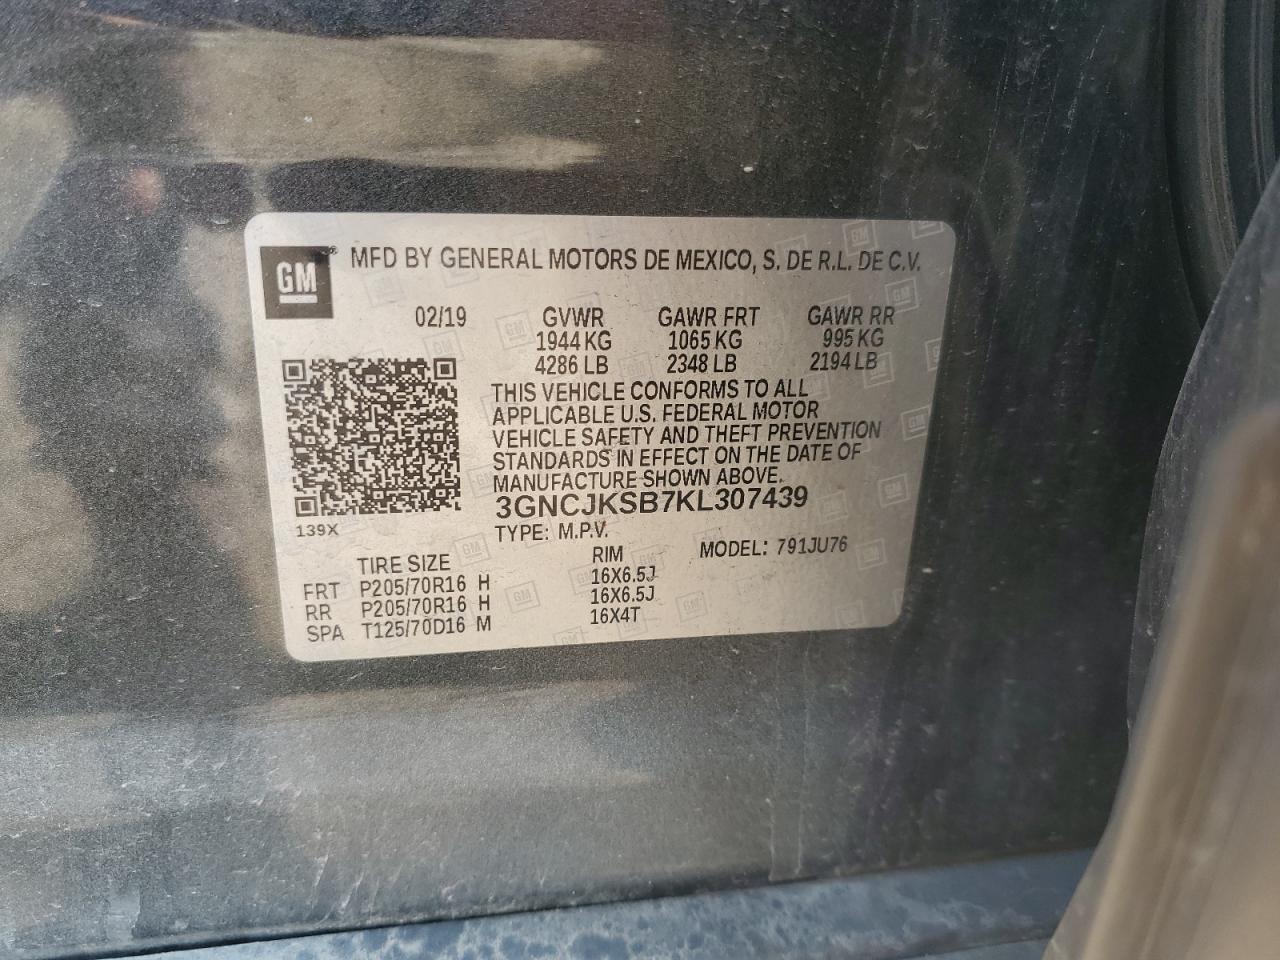 GM ® MFD BY GENERAL MOTORS DE MEXICO, S. DE R.L. DE C.V.
02/19 GVWR GAWR FRT GAWR RR
1944 KG 1065 KG 995 KG
4286 LB 2348 LB 2194 LB
THIS VEHICLE CONFORMS TO ALL
APPLICABLE U.S. FEDERAL MOTOR
VEHICLE SAFETY AND THEFT PREVENTION
STANDARDS IN EFFECT ON THE DATE OF
MANUFACTURE SHOWN ABOVE.
3GNCJKSB7KL307439
139X
TYPE: M.P.V.
MODEL: 791JU76
TIRE SIZE RIM
FRT P205/70R16 H 16X6.5J
RR P205/70R16 H 16X6.5J
SPA T125/70D16 M 16X4T